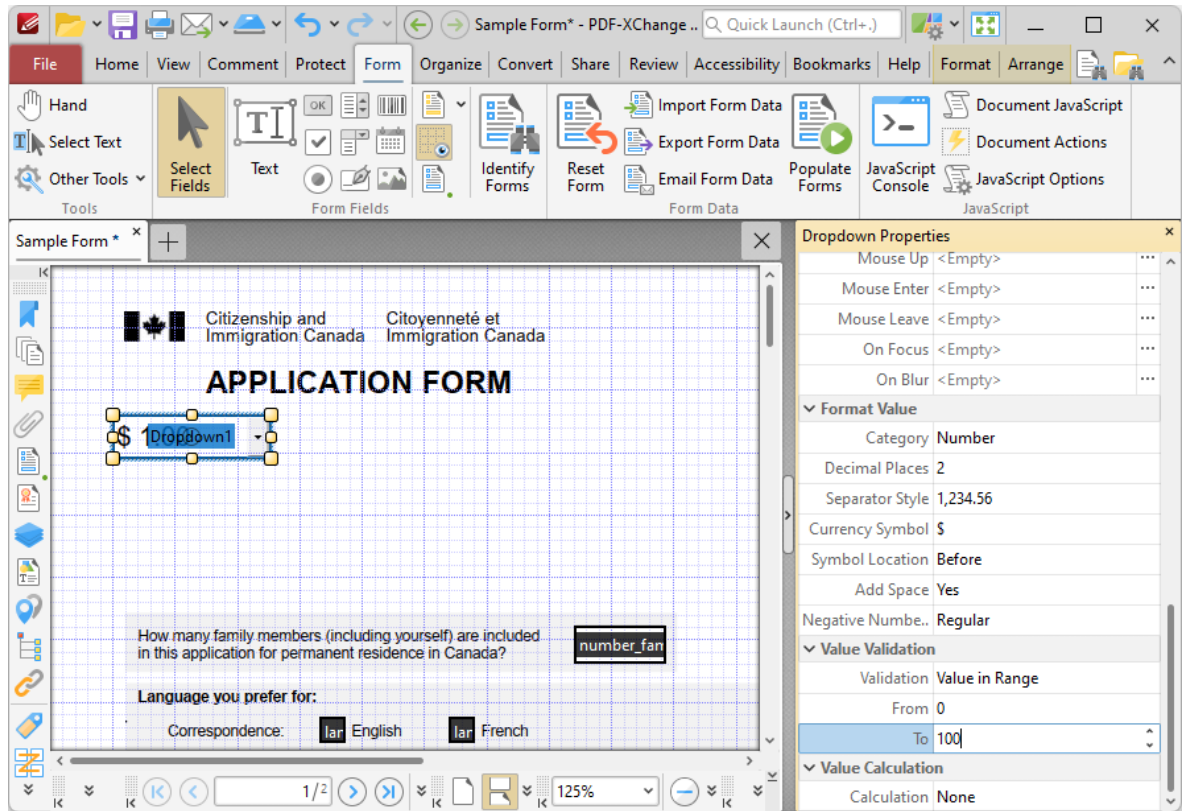 Sample Form* - PDF-XChange ..
Quick Launch (Ctrl+.)
File Home View Comment Protect Form Organize Convert Share Review Accessibility Bookmarks Help Format Arrange
Hand
Select Text
Other Tools
Tools
Select Fields
Text
OK
Form Fields
Identify Forms
Reset Form
Import Form Data
Export Form Data
Email Form Data
Form Data
Populate Forms
JavaScript Console
Document JavaScript
Document Actions
JavaScript Options
JavaScript
Sample Form *
Dropdown Properties
Mouse Up <Empty>
Mouse Enter <Empty>
Mouse Leave <Empty>
On Focus <Empty>
On Blur <Empty>
Format Value
Category Number
Decimal Places 2
Separator Style 1,234.56
Currency Symbol $
Symbol Location Before
Add Space Yes
Negative Numbe.. Regular
Value Validation
Validation Value in Range
From 0
To 100
Value Calculation
Calculation None
Citizenship and
Immigration Canada
Citoyenneté et
Immigration Canada
APPLICATION FORM
$ 1.00
Dropdown1
How many family members (including yourself) are included
in this application for permanent residence in Canada?
number_fan
Language you prefer for:
Correspondence: lan English lan French
1/2
125%